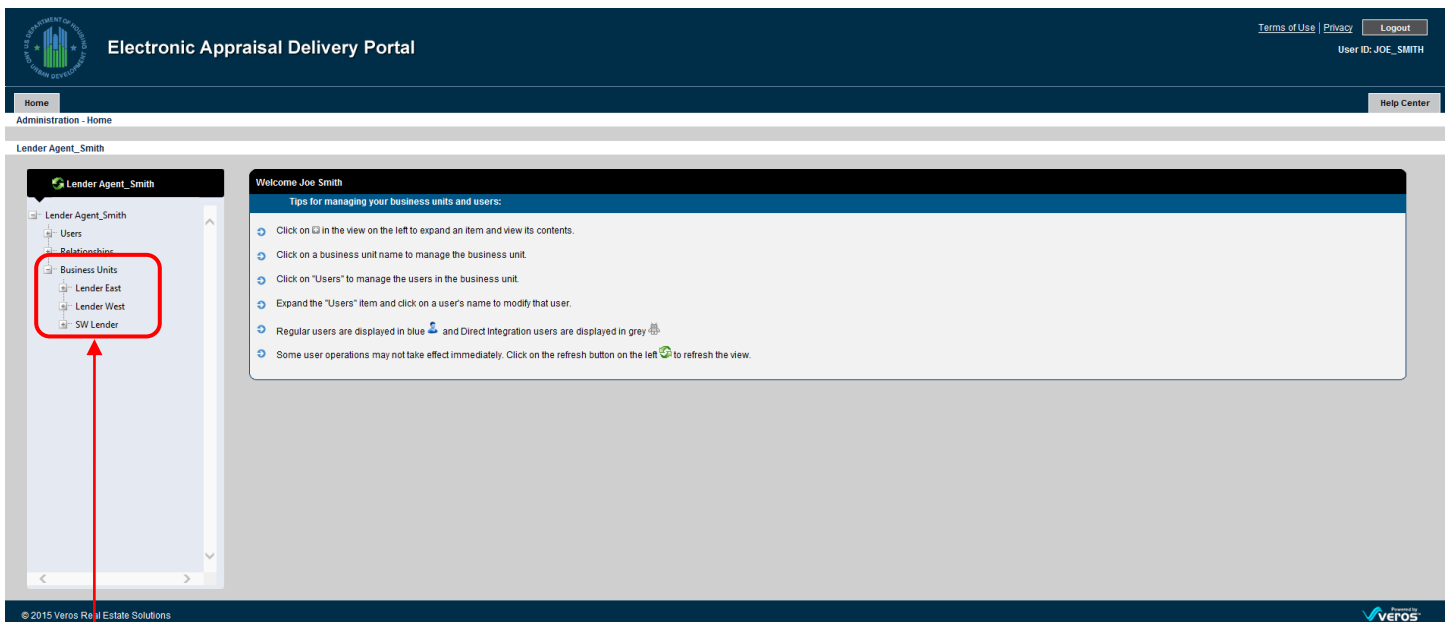 U.S. DEPARTMENT OF HOUSING AND URBAN DEVELOPMENT
Electronic Appraisal Delivery Portal
Terms of Use | Privacy Logout
User ID: JOE_SMITH
Home Help Center
Administration - Home
Lender Agent_Smith
Lender Agent_Smith
Lender Agent_Smith
Users
Relationships
Business Units
Lender East
Lender West
SW Lender
Welcome Joe Smith
Tips for managing your business units and users:
Click on in the view on the left to expand an item and view its contents.
Click on a business unit name to manage the business unit.
Click on "Users" to manage the users in the business unit.
Expand the "Users" item and click on a user's name to modify that user.
Regular users are displayed in blue and Direct Integration users are displayed in grey
Some user operations may not take effect immediately. Click on the refresh button on the left to refresh the view.
© 2015 Veros Real Estate Solutions
Powered by
veros